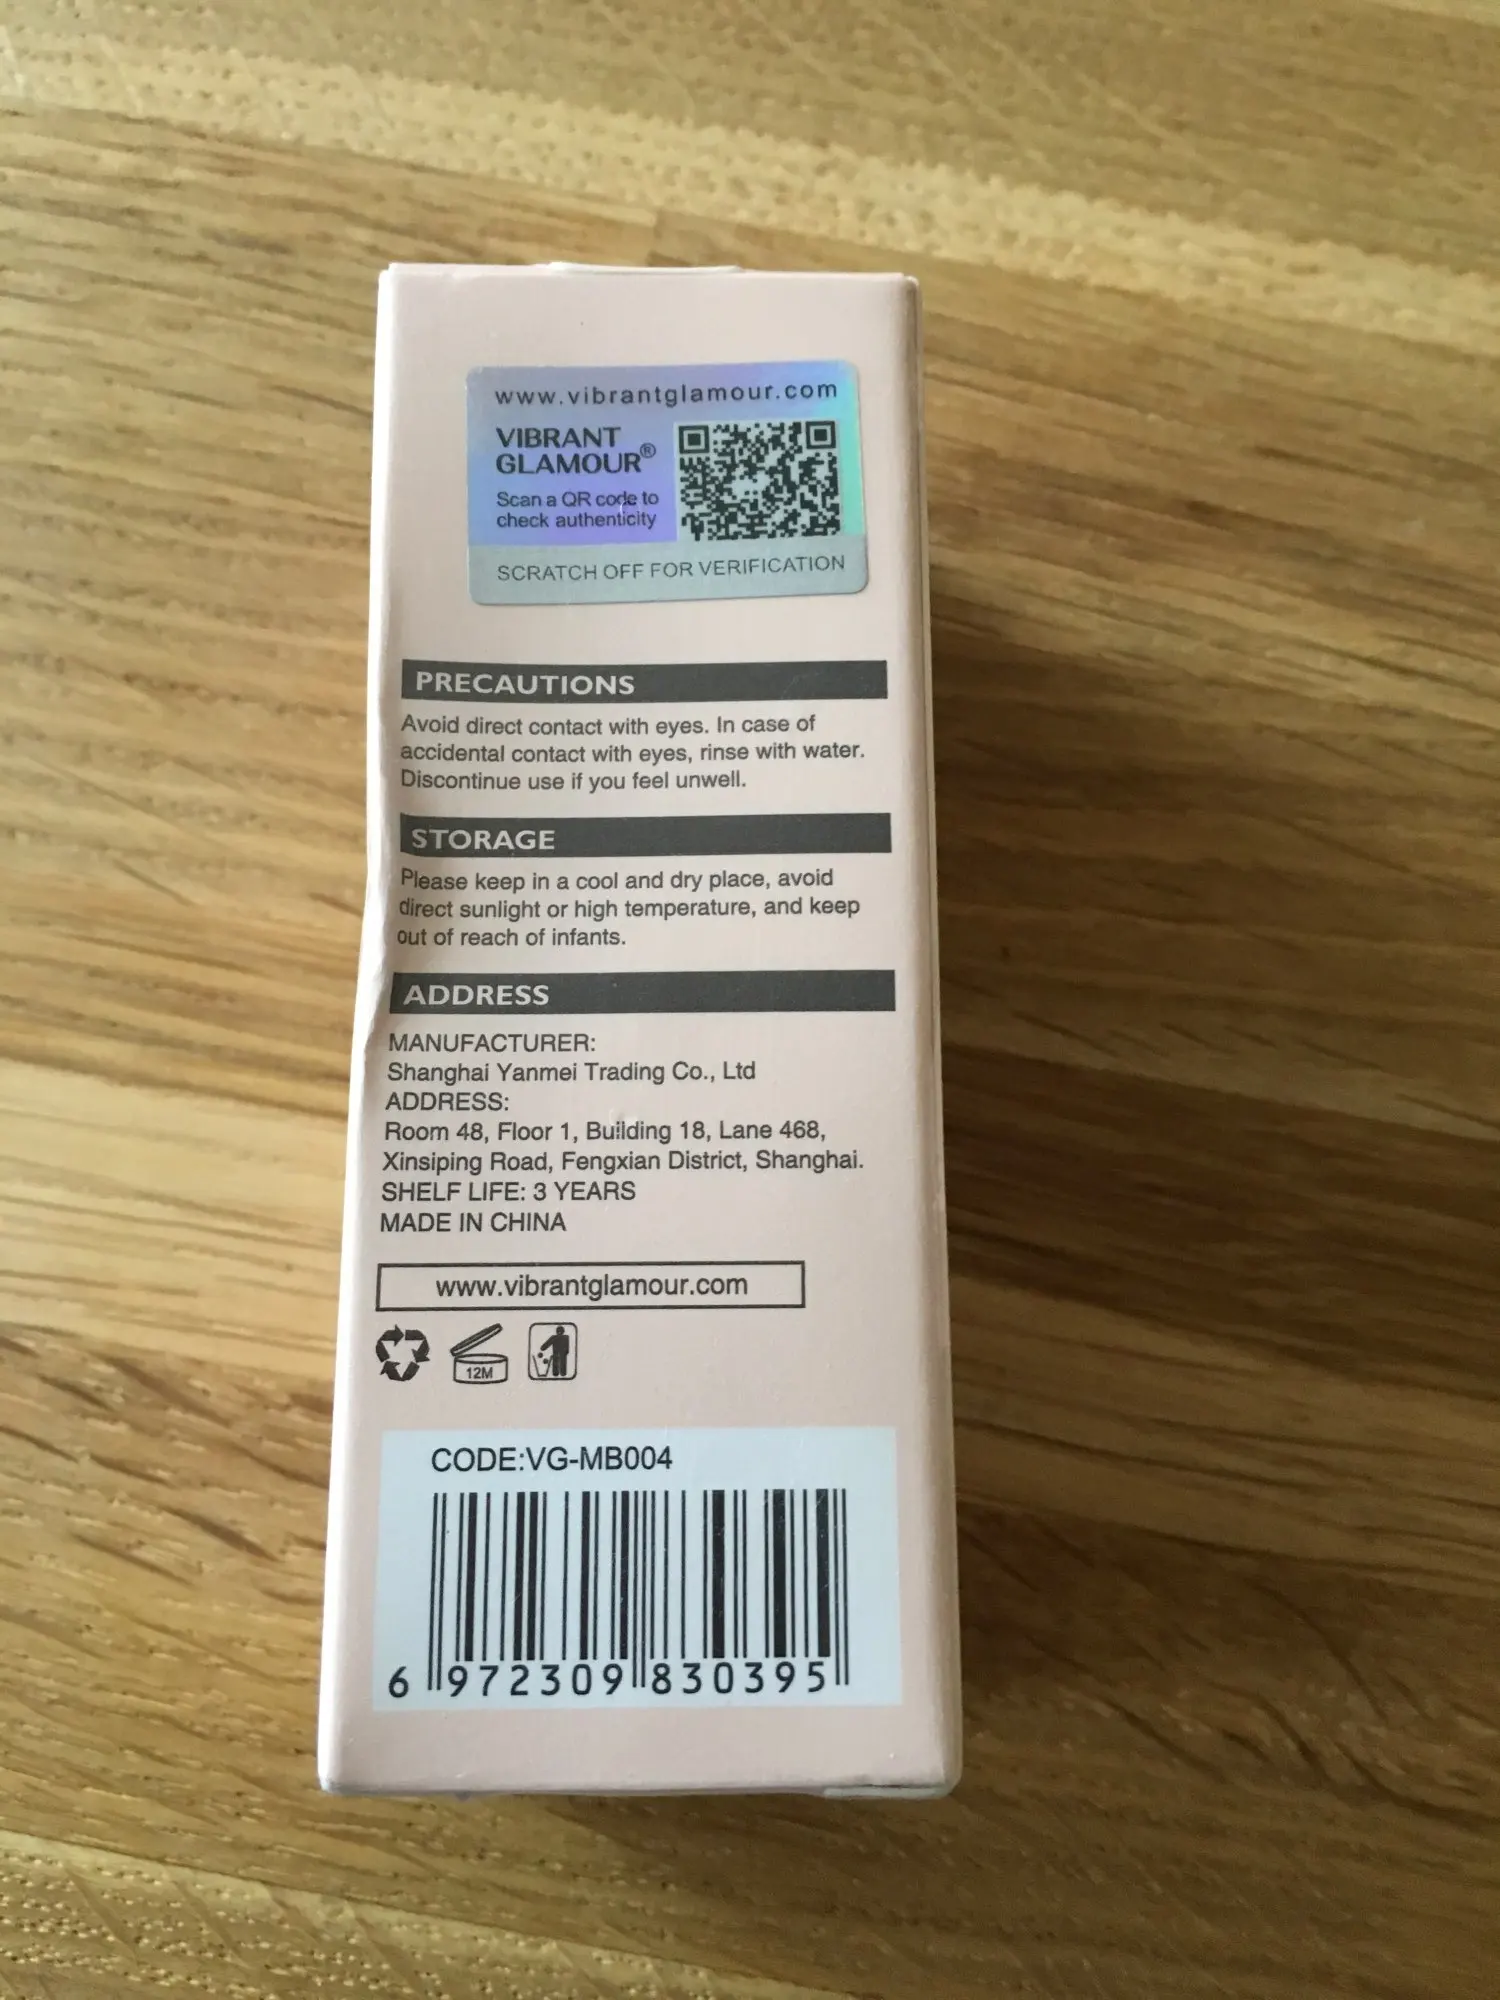 www.vibrantglamour.com
VIBRANT
GLAMOUR®
Scan a QR code to
check authenticity
SCRATCH OFF FOR VERIFICATION
PRECAUTIONS
Avoid direct contact with eyes. In case of
accidental contact with eyes, rinse with water.
Discontinue use if you feel unwell.
STORAGE
Please keep in a cool and dry place, avoid
direct sunlight or high temperature, and keep
out of reach of infants.
ADDRESS
MANUFACTURER:
Shanghai Yanmei Trading Co., Ltd
ADDRESS:
Room 48, Floor 1, Building 18, Lane 468,
Xinsiping Road, Fengxian District, Shanghai.
SHELF LIFE: 3 YEARS
MADE IN CHINA
www.vibrantglamour.com
12M
CODE:VG-MB004
6 972309 830395